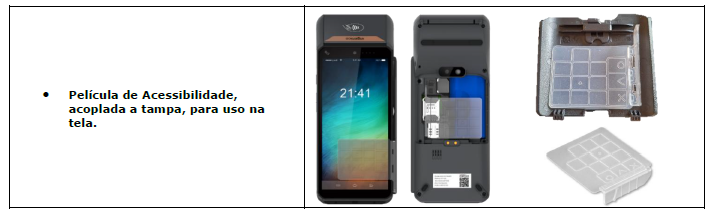 • Película de Acessibilidade,
acoplada a tampa, para uso na
tela.
21:41